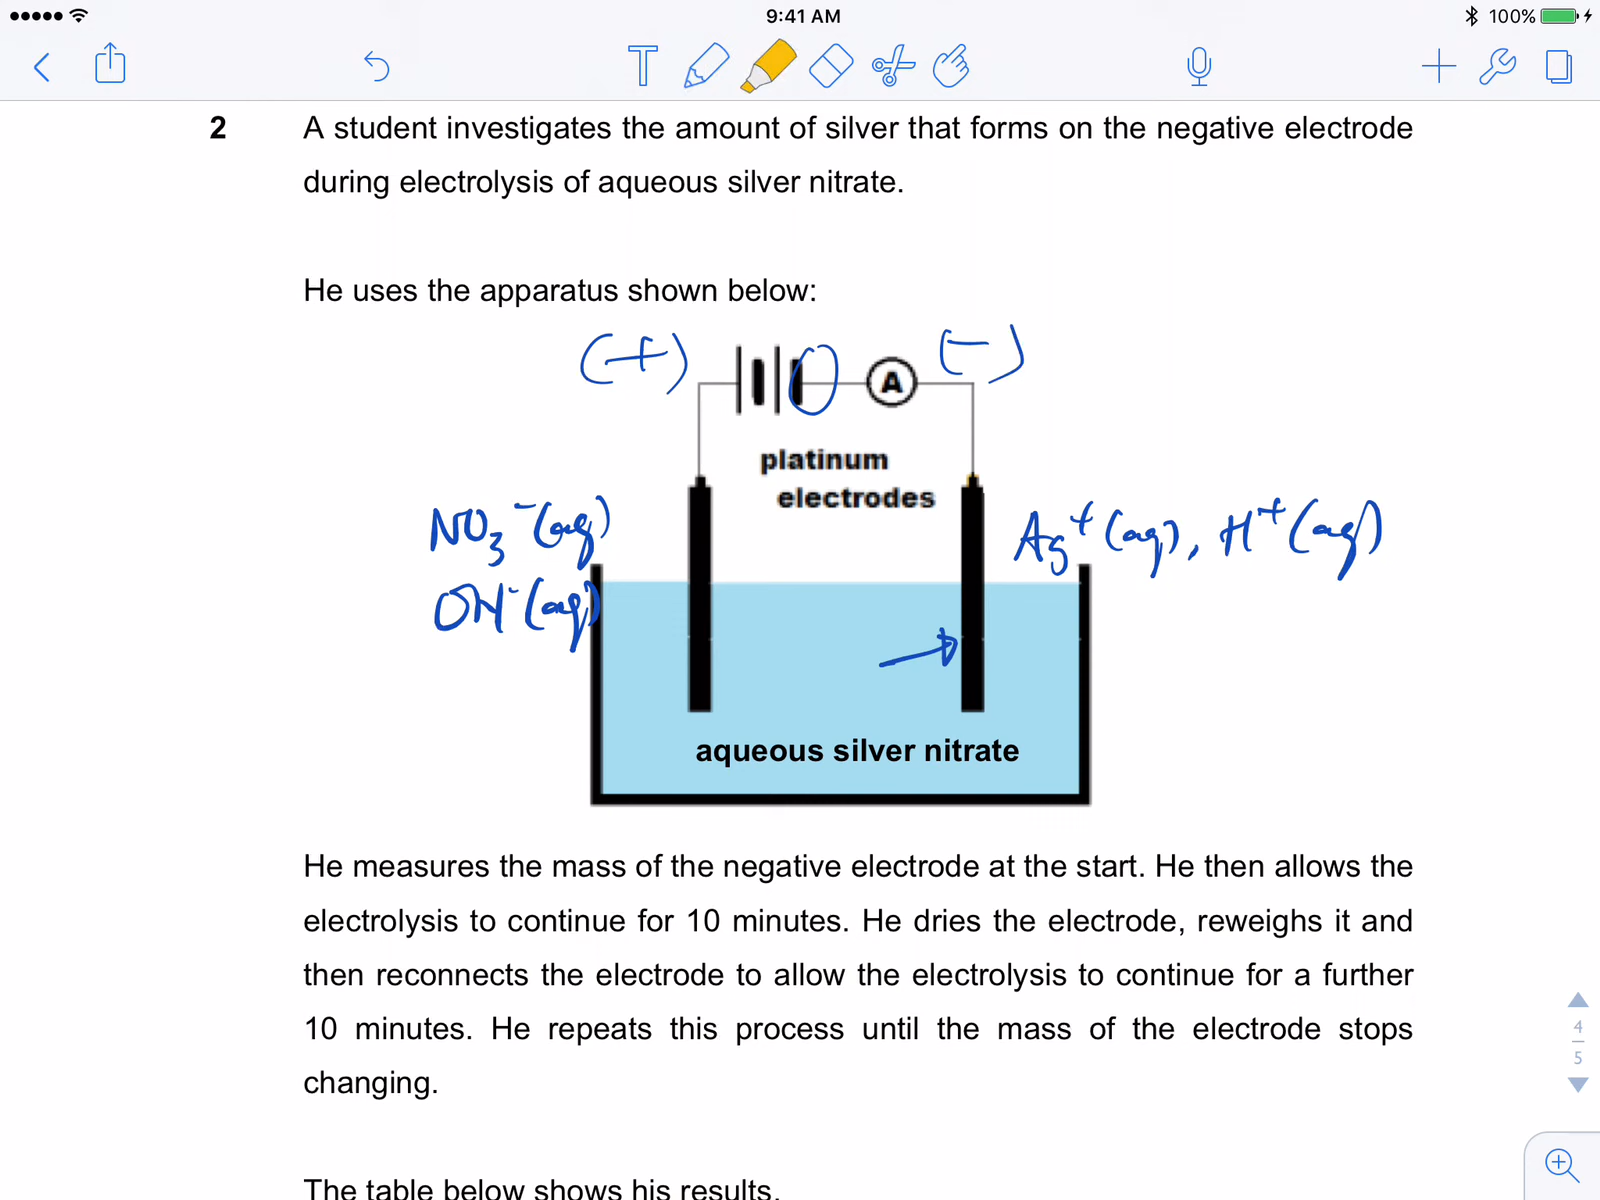 9:41 AM
100%
2 A student investigates the amount of silver that forms on the negative electrode
during electrolysis of aqueous silver nitrate.
He uses the apparatus shown below:
(+)
(-)
A
platinum
electrodes
NO₃⁻(aq)
OH⁻(aq)
Ag⁺(aq), H⁺(aq)
aqueous silver nitrate
He measures the mass of the negative electrode at the start. He then allows the
electrolysis to continue for 10 minutes. He dries the electrode, reweighs it and
then reconnects the electrode to allow the electrolysis to continue for a further
10 minutes. He repeats this process until the mass of the electrode stops
changing.
4
5
The table below shows his results.